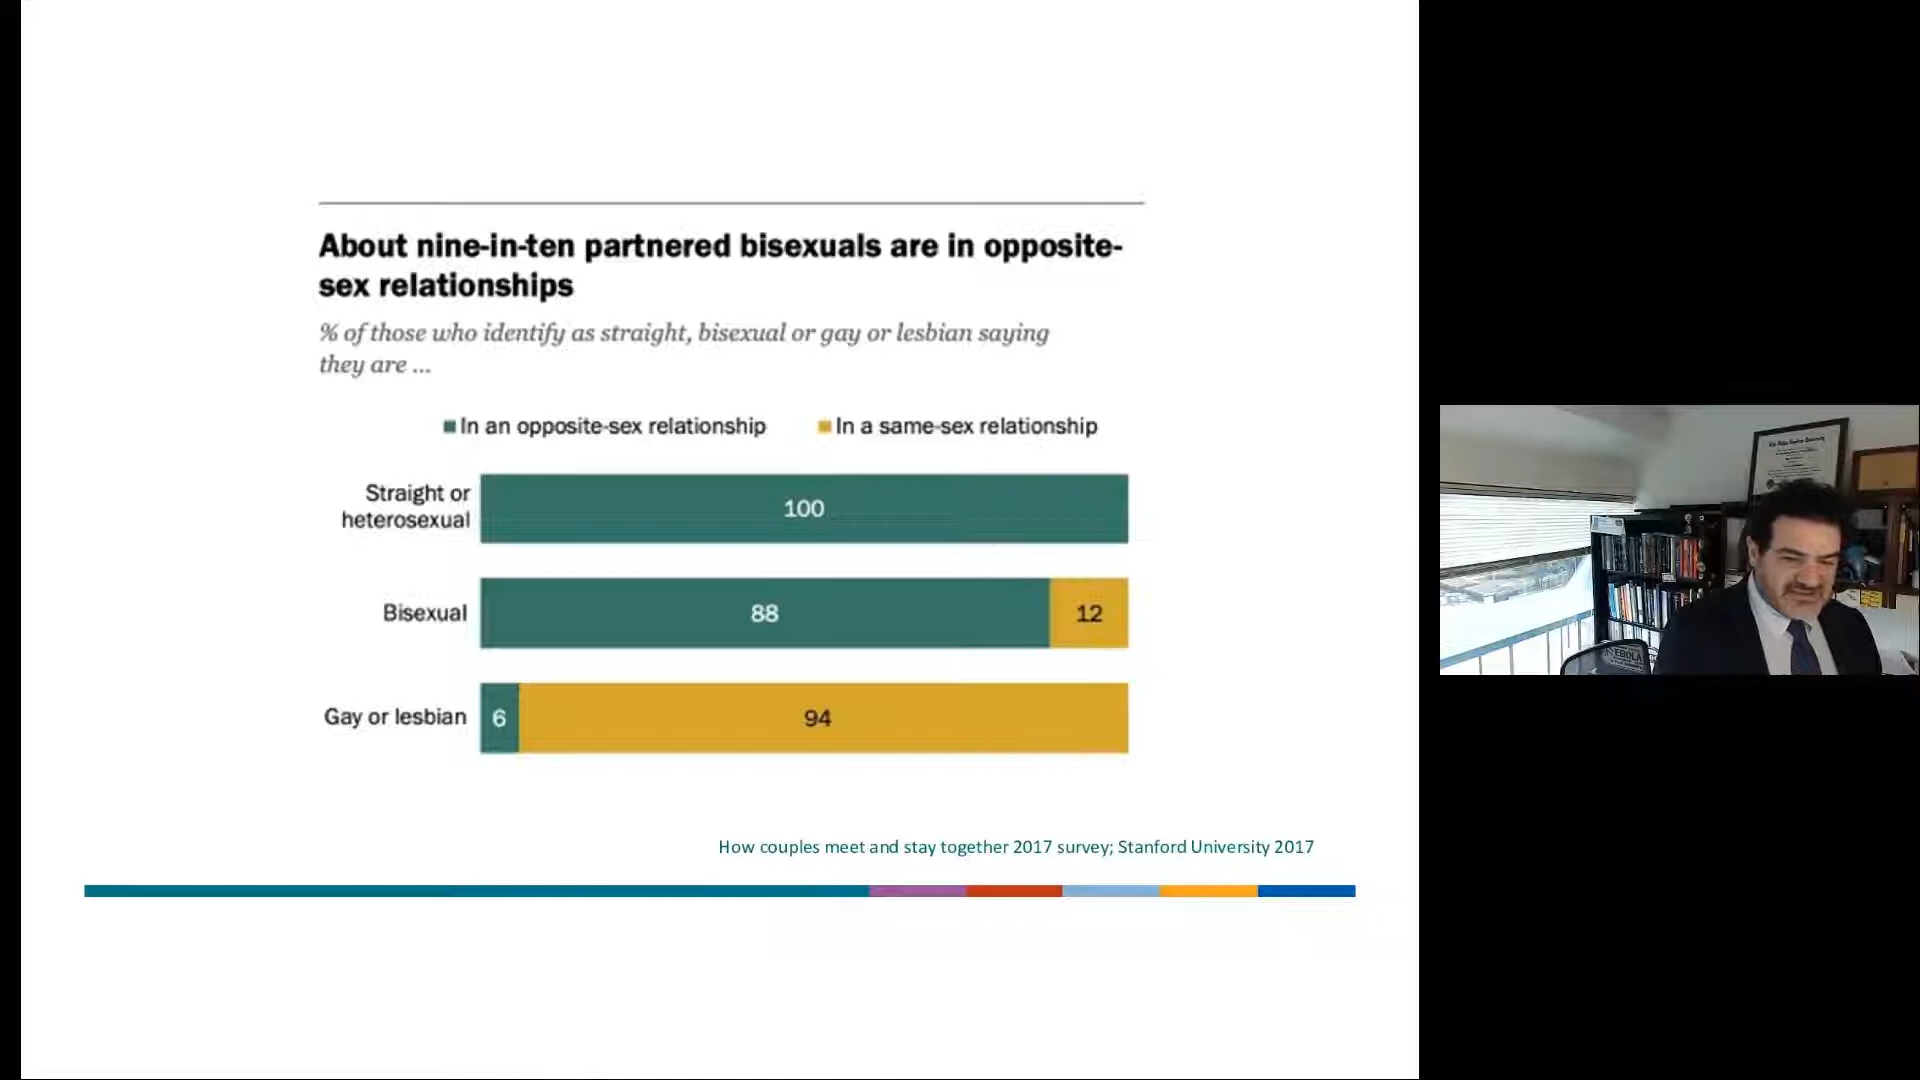 About nine-in-ten partnered bisexuals are in opposite-
sex relationships
% of those who identify as straight, bisexual or gay or lesbian saying
they are ...
In an opposite-sex relationship
In a same-sex relationship
Straight or
heterosexual
100
Bisexual
88
12
Gay or lesbian
6
94
How couples meet and stay together 2017 survey; Stanford University 2017
EBOLA